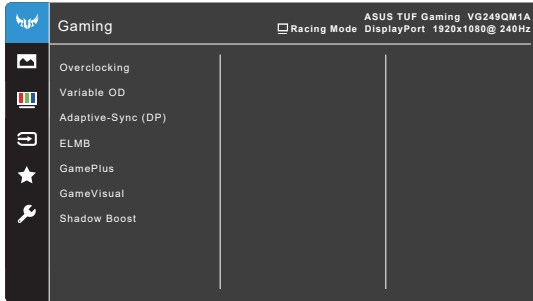 Gaming
ASUS TUF Gaming VG249QM1A
Racing Mode DisplayPort 1920x1080@ 240Hz
Overclocking
Variable OD
Adaptive-Sync (DP)
ELMB
GamePlus
GameVisual
Shadow Boost